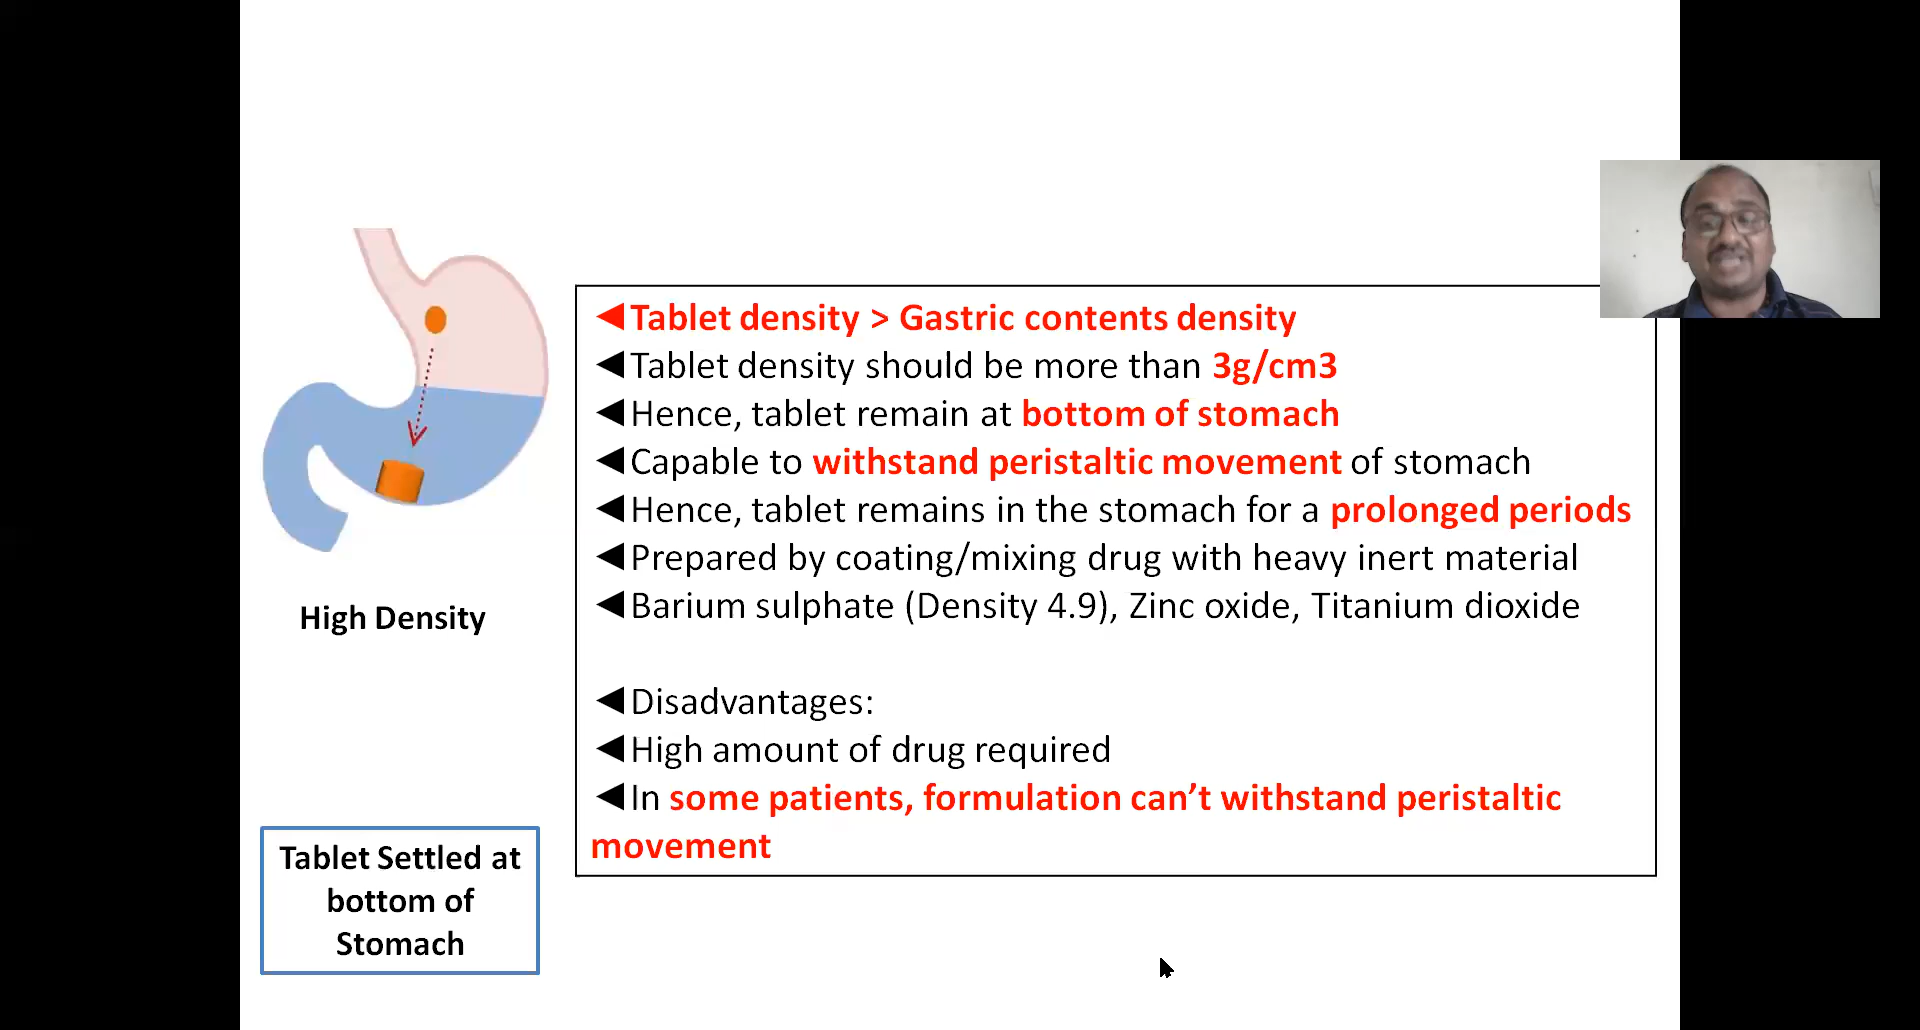 ◄Tablet density > Gastric contents density
◄Tablet density should be more than 3g/cm3
◄Hence, tablet remain at bottom of stomach
◄Capable to withstand peristaltic movement of stomach
◄Hence, tablet remains in the stomach for a prolonged periods
◄Prepared by coating/mixing drug with heavy inert material
◄Barium sulphate (Density 4.9), Zinc oxide, Titanium dioxide
◄Disadvantages:
◄High amount of drug required
◄In some patients, formulation can’t withstand peristaltic
movement
High Density
Tablet Settled at
bottom of
Stomach